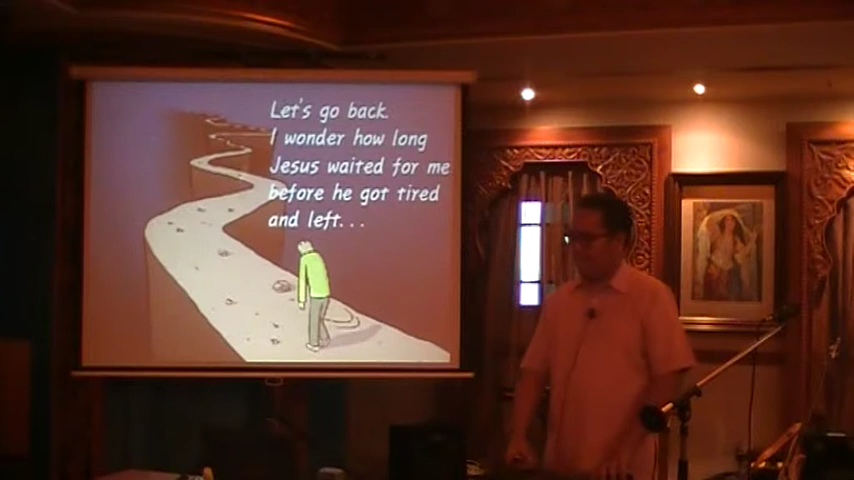 Let's go back.
I wonder how long
Jesus waited for me
before he got tired
and left...